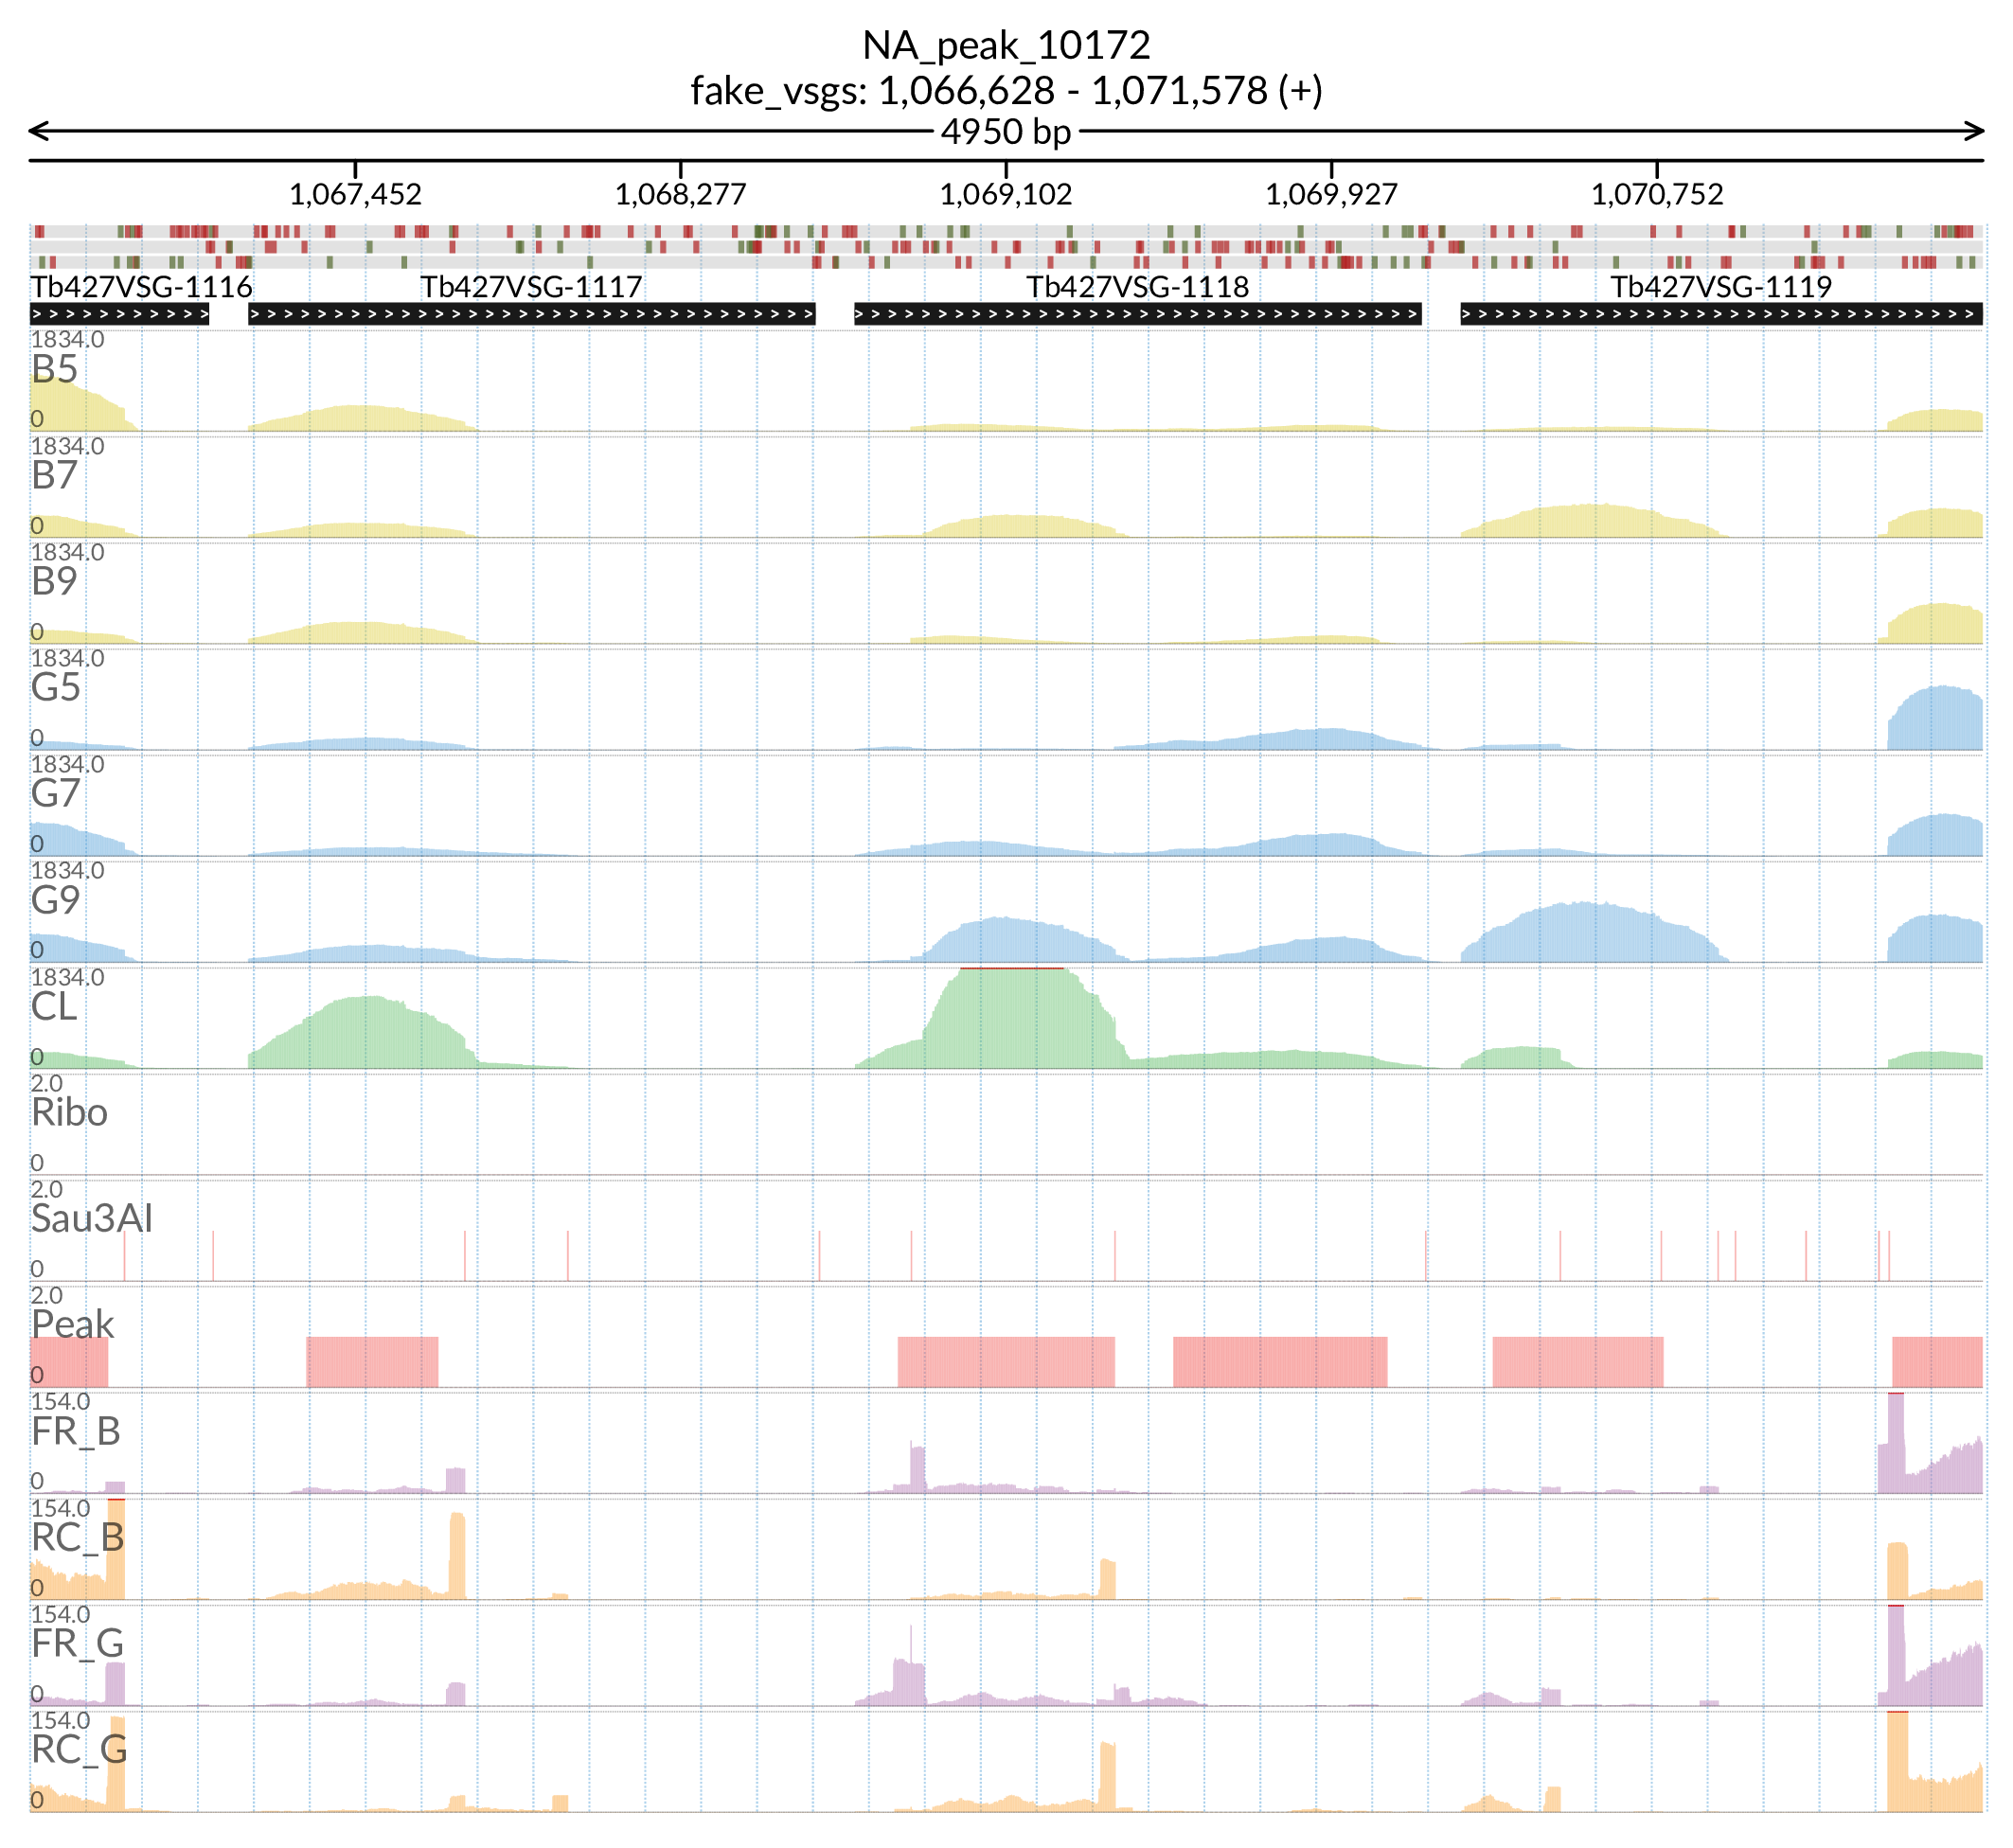 NA_peak_10172
fake_vsgs: 1,066,628 - 1,071,578 (+)
4950 bp
1,067,452 1,068,277 1,069,102 1,069,927 1,070,752
Tb427VSG-1116 Tb427VSG-1117 Tb427VSG-1118 Tb427VSG-1119
1834.0
B5
0
1834.0
B7
0
1834.0
B9
0
1834.0
G5
0
1834.0
G7
0
1834.0
G9
0
1834.0
CL
0
2.0
Ribo
0
2.0
Sau3AI
0
2.0
Peak
0
154.0
FR_B
0
154.0
RC_B
0
154.0
FR_G
0
154.0
RC_G
0